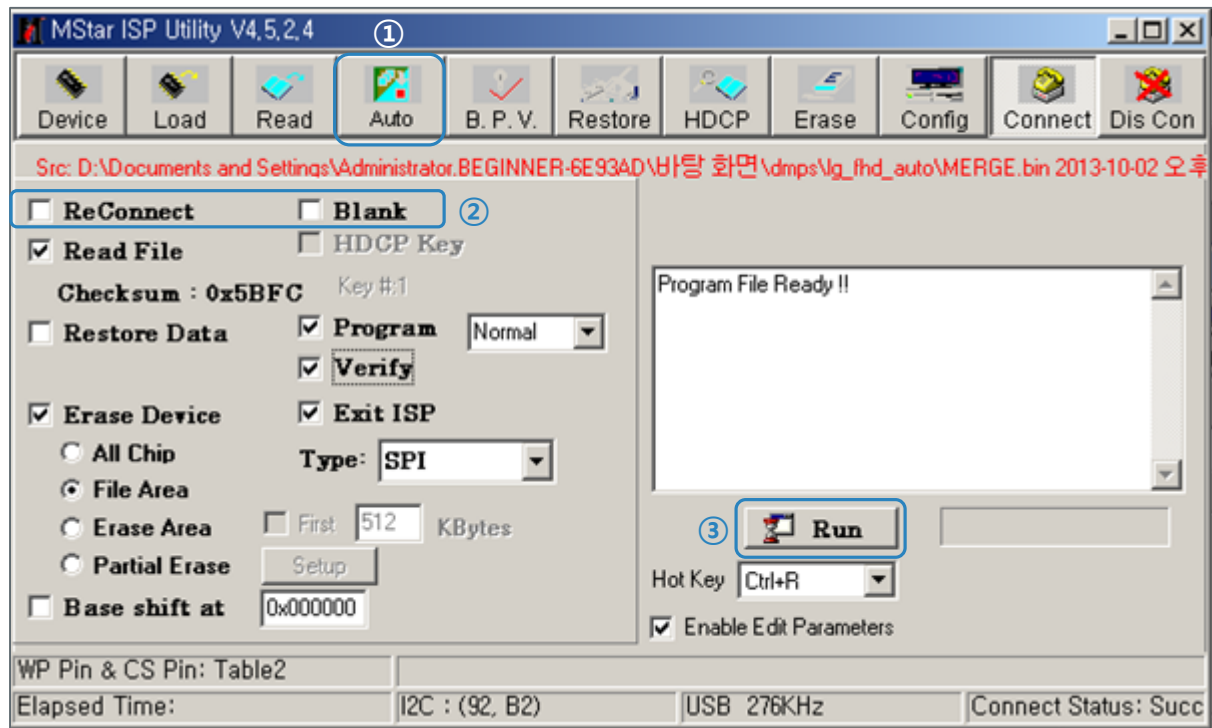 MStar ISP Utility V4,5,2,4
①
Device Load Read Auto B. P. V. Restore HDCP Erase Config Connect Dis Con
Src: D:\Documents and Settings\Administrator.BEGINNER-6E93AD\바탕 화면\dmps\lg_fhd_auto\MERGE.bin 2013-10-02 오후
ReConnect Blank ②
Read File HDCP Key
Checksum : 0x5BFC Key #:1
Restore Data Program Normal
Verify
Erase Device Exit ISP
All Chip Type: SPI
File Area
Erase Area First 512 KBytes
Partial Erase Setup
Base shift at 0x000000
Program File Ready !!
③ Run
Hot Key Ctrl+R
Enable Edit Parameters
WP Pin & CS Pin: Table2
Elapsed Time: I2C : (92, B2) USB 276KHz Connect Status: Succ